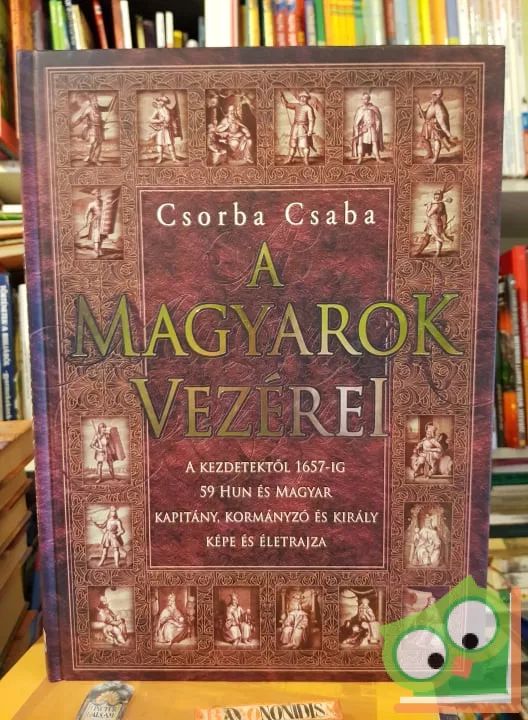 Csorba Csaba
A
MAGYAROK
VEZÉREI
A KEZDETEKTŐL 1657-IG
59 HUN ÉS MAGYAR
KAPITÁNY, KORMÁNYZÓ ÉS KIRÁLY
KÉPE ÉS ÉLETRAJZA